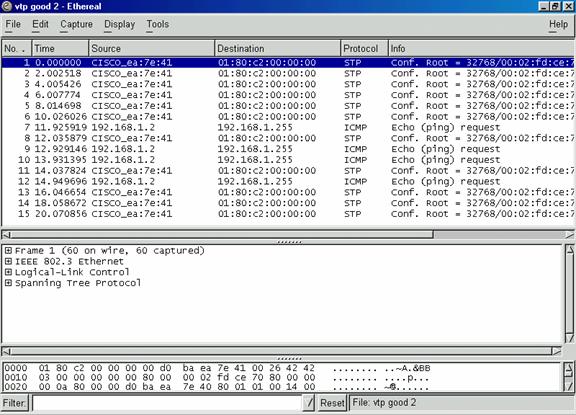 vtp good 2 - Ethereal
File Edit Capture Display Tools Help
No. . Time Source Destination Protocol Info
1 0.000000 CISCO_ea:7e:41 01:80:c2:00:00:00 STP Conf. Root = 32768/00:02:fd:ce:7
2 2.002518 CISCO_ea:7e:41 01:80:c2:00:00:00 STP Conf. Root = 32768/00:02:fd:ce:7
3 4.005426 CISCO_ea:7e:41 01:80:c2:00:00:00 STP Conf. Root = 32768/00:02:fd:ce:7
4 6.007774 CISCO_ea:7e:41 01:80:c2:00:00:00 STP Conf. Root = 32768/00:02:fd:ce:7
5 8.014698 CISCO_ea:7e:41 01:80:c2:00:00:00 STP Conf. Root = 32768/00:02:fd:ce:7
6 10.026026 CISCO_ea:7e:41 01:80:c2:00:00:00 STP Conf. Root = 32768/00:02:fd:ce:7
7 11.925919 192.168.1.2 192.168.1.255 ICMP Echo (ping) request
8 12.035879 CISCO_ea:7e:41 01:80:c2:00:00:00 STP Conf. Root = 32768/00:02:fd:ce:7
9 12.929146 192.168.1.2 192.168.1.255 ICMP Echo (ping) request
10 13.931395 192.168.1.2 192.168.1.255 ICMP Echo (ping) request
11 14.037824 CISCO_ea:7e:41 01:80:c2:00:00:00 STP Conf. Root = 32768/00:02:fd:ce:7
12 14.949696 192.168.1.2 192.168.1.255 ICMP Echo (ping) request
13 16.046654 CISCO_ea:7e:41 01:80:c2:00:00:00 STP Conf. Root = 32768/00:02:fd:ce:7
14 18.058672 CISCO_ea:7e:41 01:80:c2:00:00:00 STP Conf. Root = 32768/00:02:fd:ce:7
15 20.070856 CISCO_ea:7e:41 01:80:c2:00:00:00 STP Conf. Root = 32768/00:02:fd:ce:7
Frame 1 (60 on wire, 60 captured)
IEEE 802.3 Ethernet
Logical-Link Control
Spanning Tree Protocol
0000 01 80 c2 00 00 00 00 d0 ba ea 7e 41 00 26 42 42 ........ ..~A.&BB
0010 03 00 00 00 00 00 80 00 00 02 fd ce 70 80 00 00 ........ ....p...
0020 00 0a 80 00 00 d0 ba ea 7e 40 80 01 01 00 14 00 ........ ~@......
Filter: / Reset File: vtp good 2